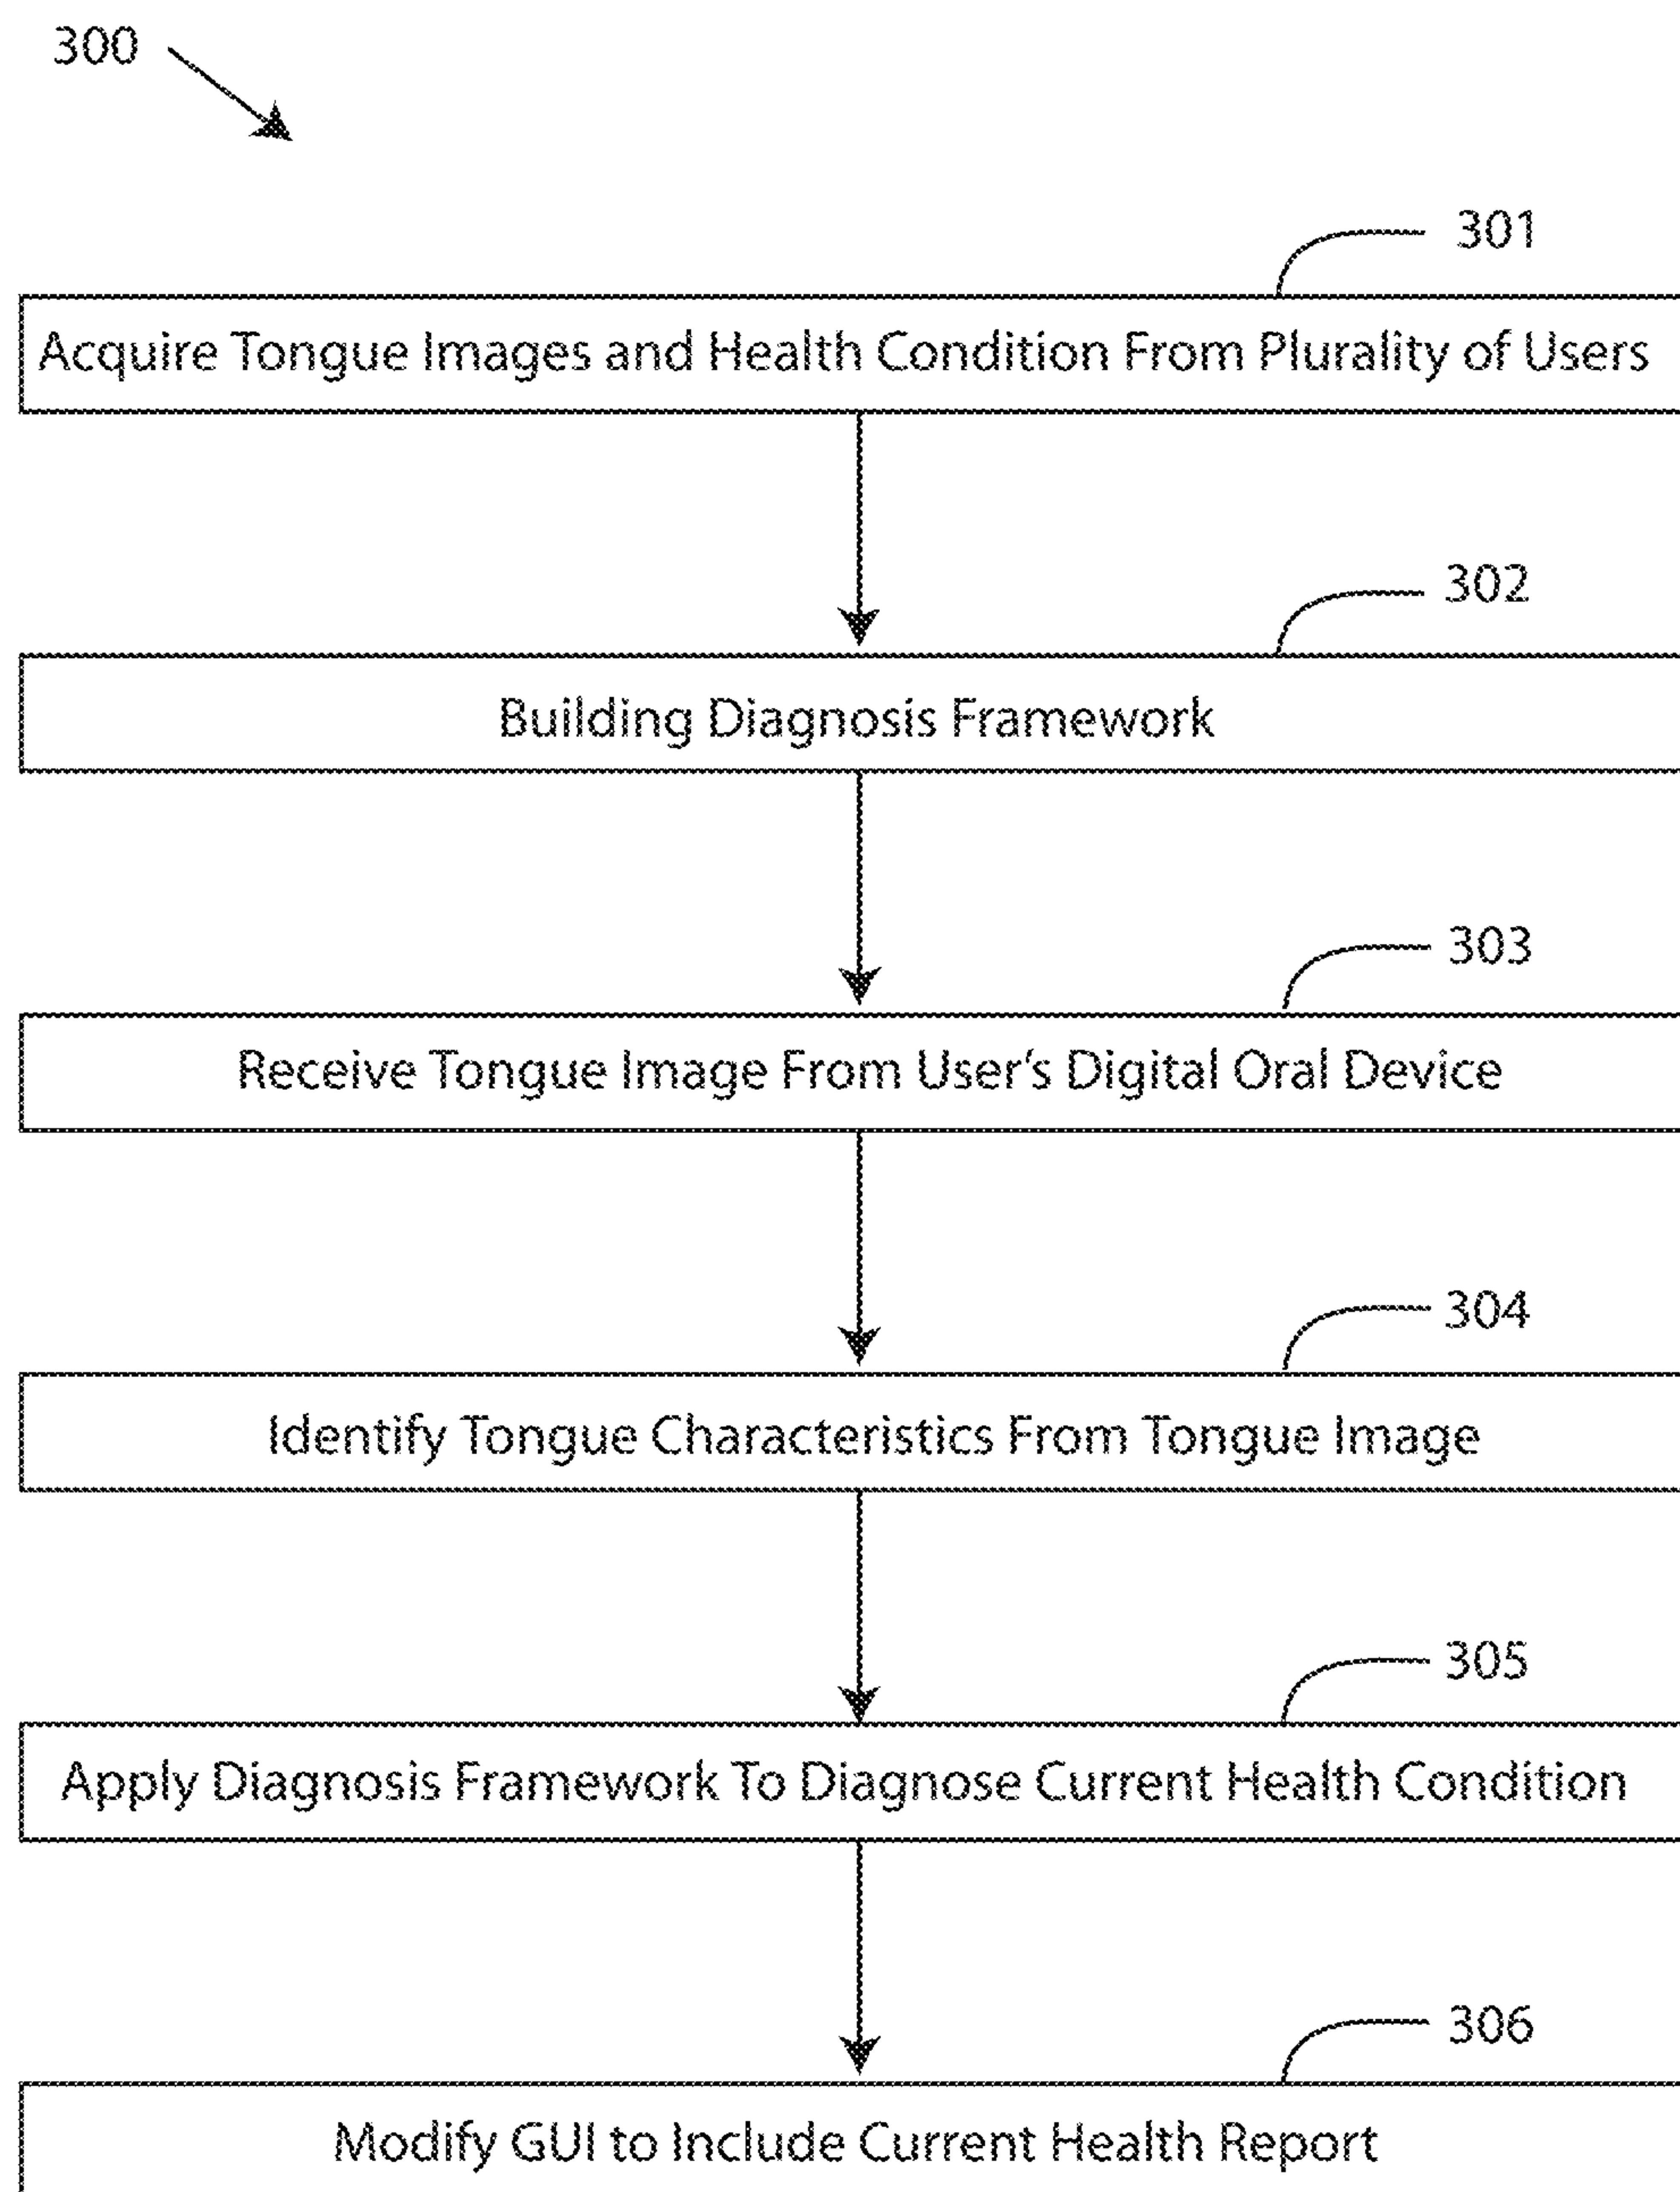 300
301
Acquire Tongue Images and Health Condition From Plurality of Users
302
Building Diagnosis Framework
303
Receive Tongue Image From User's Digital Oral Device
304
Identify Tongue Characteristics From Tongue Image
305
Apply Diagnosis Framework To Diagnose Current Health Condition
306
Modify GUI to Include Current Health Report